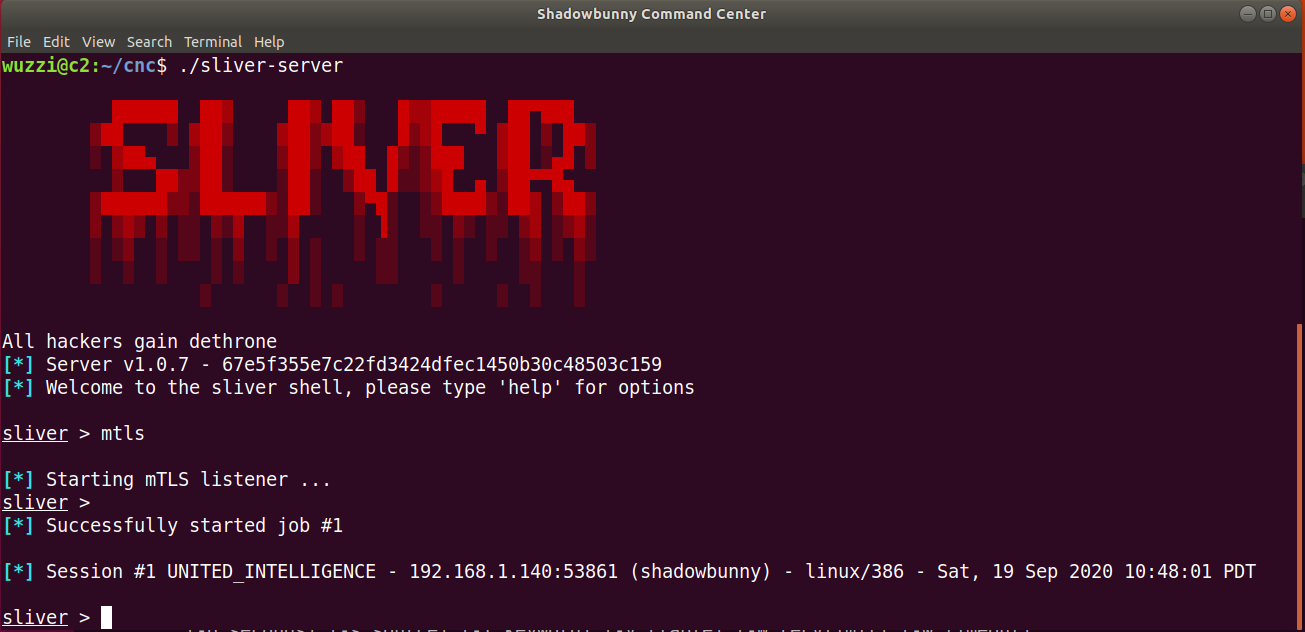 Shadowbunny Command Center
File Edit View Search Terminal Help
wuzzi@c2:~/cnc$ ./sliver-server
SLIVER
All hackers gain dethrone
[*] Server v1.0.7 - 67e5f355e7c22fd3424dfec1450b30c48503c159
[*] Welcome to the sliver shell, please type 'help' for options
sliver > mtls
[*] Starting mTLS listener ...
sliver >
[*] Successfully started job #1
[*] Session #1 UNITED_INTELLIGENCE - 192.168.1.140:53861 (shadowbunny) - linux/386 - Sat, 19 Sep 2020 10:48:01 PDT
sliver >